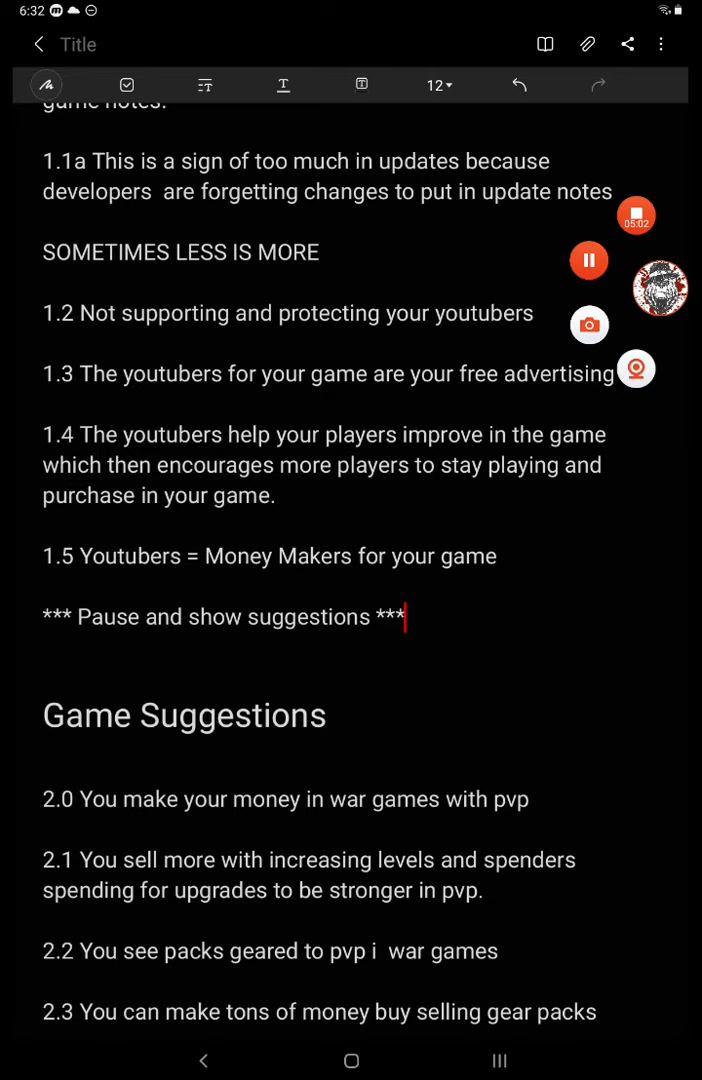 6:32
Title
12
game notes.
1.1a This is a sign of too much in updates because
developers  are forgetting changes to put in update notes
05:02
SOMETIMES LESS IS MORE
1.2 Not supporting and protecting your youtubers
1.3 The youtubers for your game are your free advertising
1.4 The youtubers help your players improve in the game
which then encourages more players to stay playing and
purchase in your game.
1.5 Youtubers = Money Makers for your game
*** Pause and show suggestions ***
Game Suggestions
2.0 You make your money in war games with pvp
2.1 You sell more with increasing levels and spenders
spending for upgrades to be stronger in pvp.
2.2 You see packs geared to pvp i  war games
2.3 You can make tons of money buy selling gear packs